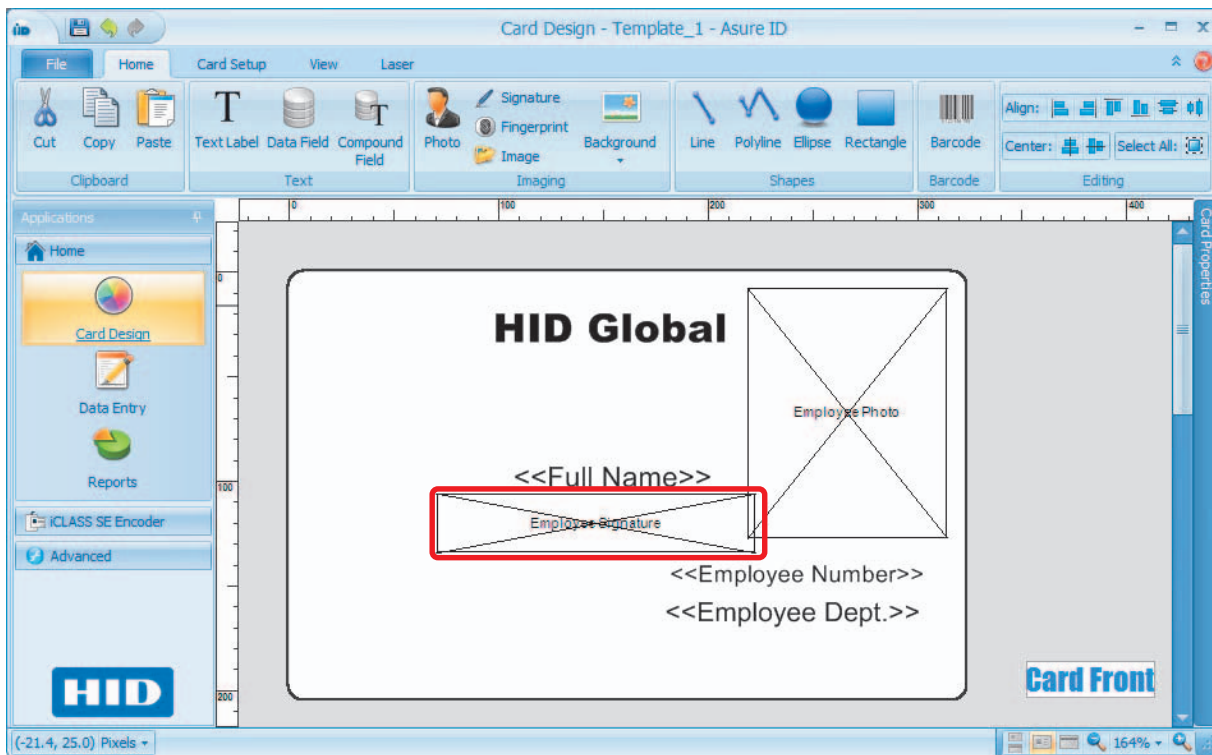 iiD
Card Design - Template_1 - Asure ID
File Home Card Setup View Laser
Cut Copy Paste Text Label Data Field Compound Field Photo Signature Fingerprint Image Background Line Polyline Ellipse Rectangle Barcode Align: Center: Select All:
Clipboard Text Imaging Shapes Barcode Editing
Applications
0 100 200 300 400
Card Properties
Home
Card Design
Data Entry
Reports
iCLASS SE Encoder
Advanced
HID
0
100
200
HID Global
Employee Photo
<<Full Name>>
Employee Signature
<<Employee Number>>
<<Employee Dept.>>
Card Front
(-21.4, 25.0) Pixels
164%